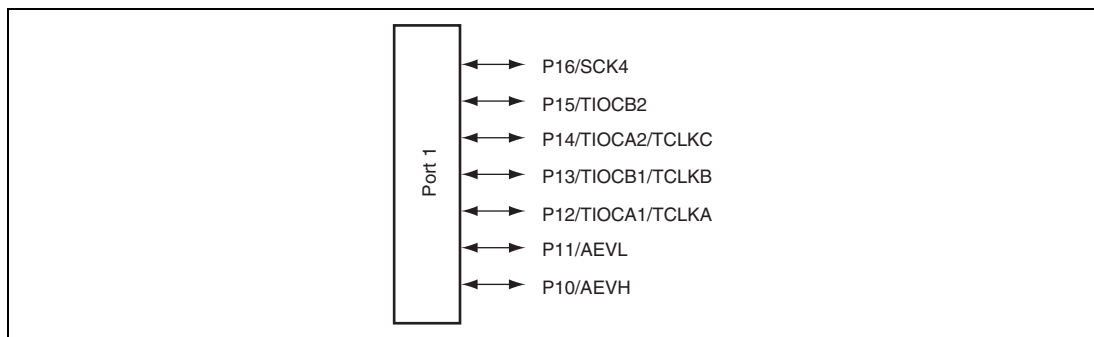 Port 1
P16/SCK4
P15/TIOCB2
P14/TIOCA2/TCLKC
P13/TIOCB1/TCLKB
P12/TIOCA1/TCLKA
P11/AEVL
P10/AEVH